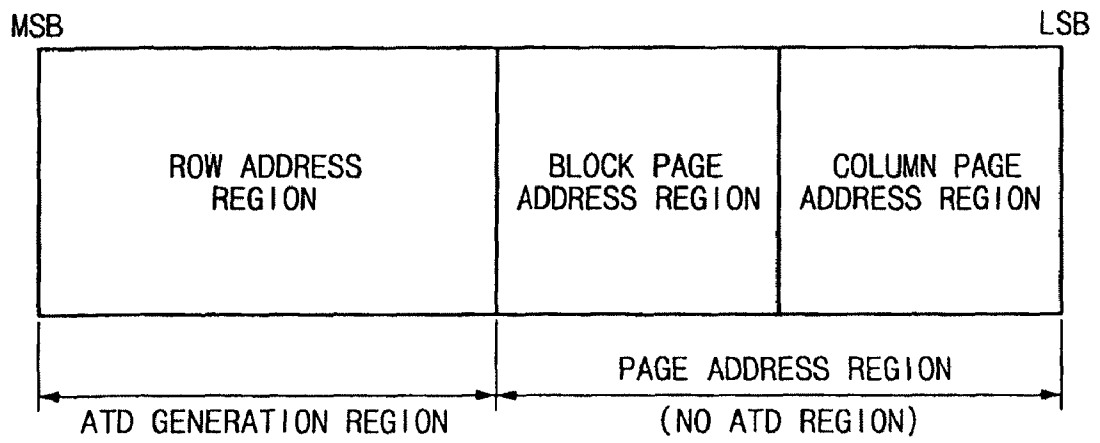 MSB
LSB
ROW ADDRESS
REGION
BLOCK PAGE
ADDRESS REGION
COLUMN PAGE
ADDRESS REGION
PAGE ADDRESS REGION
ATD GENERATION REGION
(NO ATD REGION)